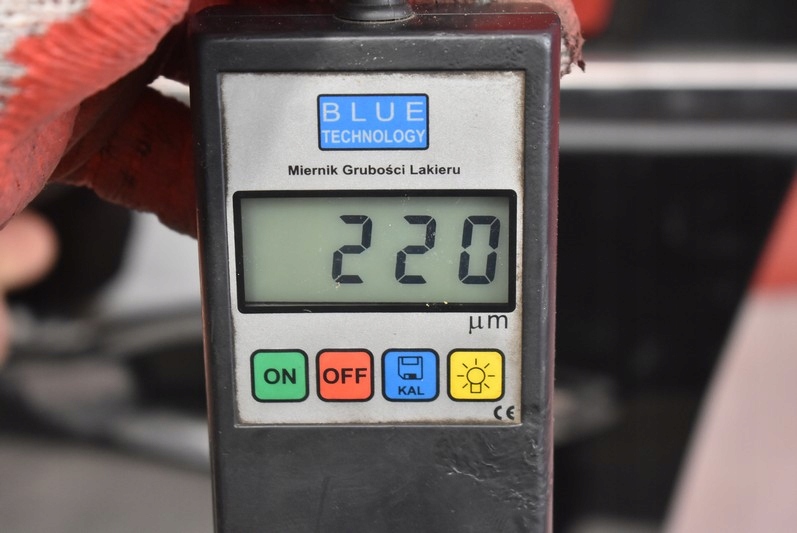 BLUE
TECHNOLOGY
Miernik Grubości Lakieru
220
µm
ON OFF KAL
CE